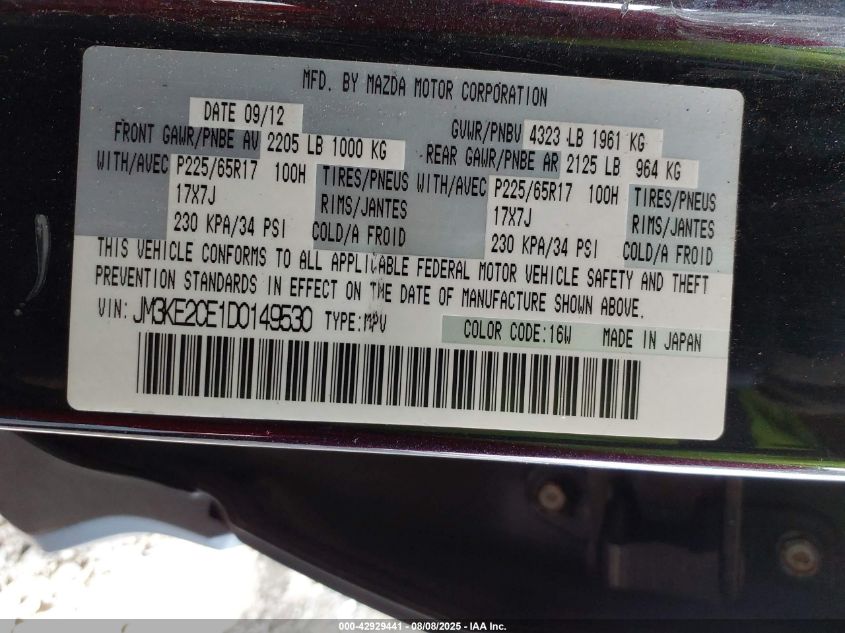 MFD. BY MAZDA MOTOR CORPORATION
DATE 09/12 GVWR/PNBV 4323 LB 1961 KG
FRONT GAWR/PNBE AV 2205 LB 1000 KG REAR GAWR/PNBE AR 2125 LB 964 KG
WITH/AVEC P225/65R17 100H TIRES/PNEUS WITH/AVEC P225/65R17 100H TIRES/PNEUS
17X7J RIMS/JANTES 17X7J RIMS/JANTES
230 KPA/34 PSI COLD/A FROID 230 KPA/34 PSI COLD/A FROID
THIS VEHICLE CONFORMS TO ALL APPLICABLE FEDERAL MOTOR VEHICLE SAFETY AND THEFT
PREVENTION STANDARDS IN EFFECT ON THE DATE OF MANUFACTURE SHOWN ABOVE.
VIN: JM3KE2CE1D0149530 TYPE:MPV COLOR CODE:16W MADE IN JAPAN
000-42929441 - 08/08/2025 - IAA Inc.